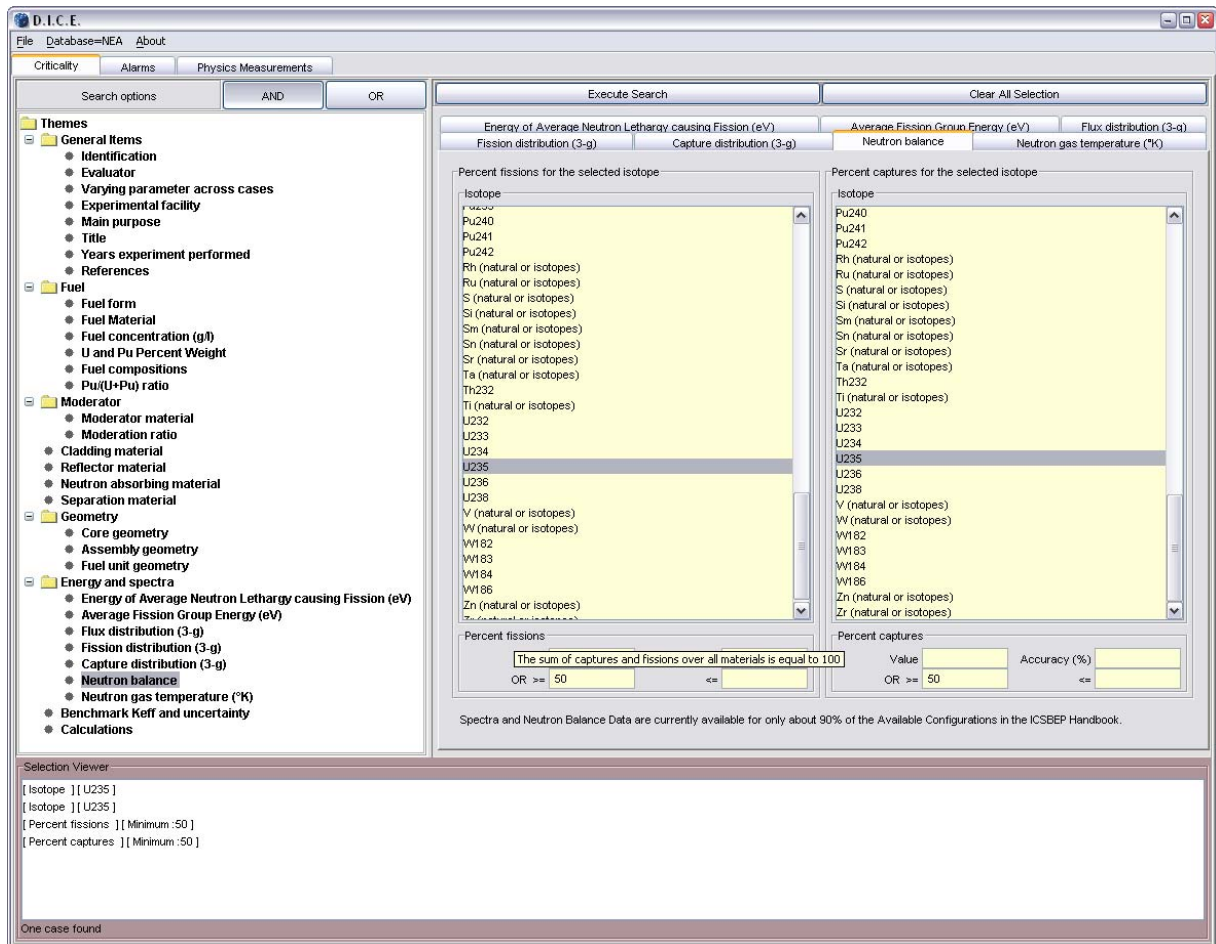 D.I.C.E.
File Database=NEA About
Criticality Alarms Physics Measurements
Search options AND OR
Themes
General Items
Identification
Evaluator
Varying parameter across cases
Experimental facility
Main purpose
Title
Years experiment performed
References
Fuel
Fuel form
Fuel Material
Fuel concentration (g/l)
U and Pu Percent Weight
Fuel compositions
Pu/(U+Pu) ratio
Moderator
Moderator material
Moderation ratio
Cladding material
Reflector material
Neutron absorbing material
Separation material
Geometry
Core geometry
Assembly geometry
Fuel unit geometry
Energy and spectra
Energy of Average Neutron Lethargy causing Fission (eV)
Average Fission Group Energy (eV)
Flux distribution (3-g)
Fission distribution (3-g)
Capture distribution (3-g)
Neutron balance
Neutron gas temperature (°K)
Benchmark Keff and uncertainty
Calculations
Execute Search Clear All Selection
Energy of Average Neutron Lethargy causing Fission (eV) Average Fission Group Energy (eV) Flux distribution (3-g)
Fission distribution (3-g) Capture distribution (3-g) Neutron balance Neutron gas temperature (°K)
Percent fissions for the selected isotope
Isotope
Pu240
Pu241
Pu242
Rh (natural or isotopes)
Ru (natural or isotopes)
S (natural or isotopes)
Si (natural or isotopes)
Sm (natural or isotopes)
Sn (natural or isotopes)
Sr (natural or isotopes)
Ta (natural or isotopes)
Th232
Ti (natural or isotopes)
U232
U233
U234
U235
U236
U238
V (natural or isotopes)
W (natural or isotopes)
W182
W183
W184
W186
Zn (natural or isotopes)
Percent fissions
The sum of captures and fissions over all materials is equal to 100
OR >= 50 <=
Percent captures for the selected isotope
Isotope
Pu240
Pu241
Pu242
Rh (natural or isotopes)
Ru (natural or isotopes)
S (natural or isotopes)
Si (natural or isotopes)
Sm (natural or isotopes)
Sn (natural or isotopes)
Sr (natural or isotopes)
Ta (natural or isotopes)
Th232
Ti (natural or isotopes)
U232
U233
U234
U235
U236
U238
V (natural or isotopes)
W (natural or isotopes)
W182
W183
W184
W186
Zn (natural or isotopes)
Zr (natural or isotopes)
Percent captures
Value Accuracy (%)
OR >= 50 <=
Spectra and Neutron Balance Data are currently available for only about 90% of the Available Configurations in the ICSBEP Handbook.
Selection Viewer
[ Isotope ] [ U235 ]
[ Isotope ] [ U235 ]
[ Percent fissions ] [ Minimum :50 ]
[ Percent captures ] [ Minimum :50 ]
One case found